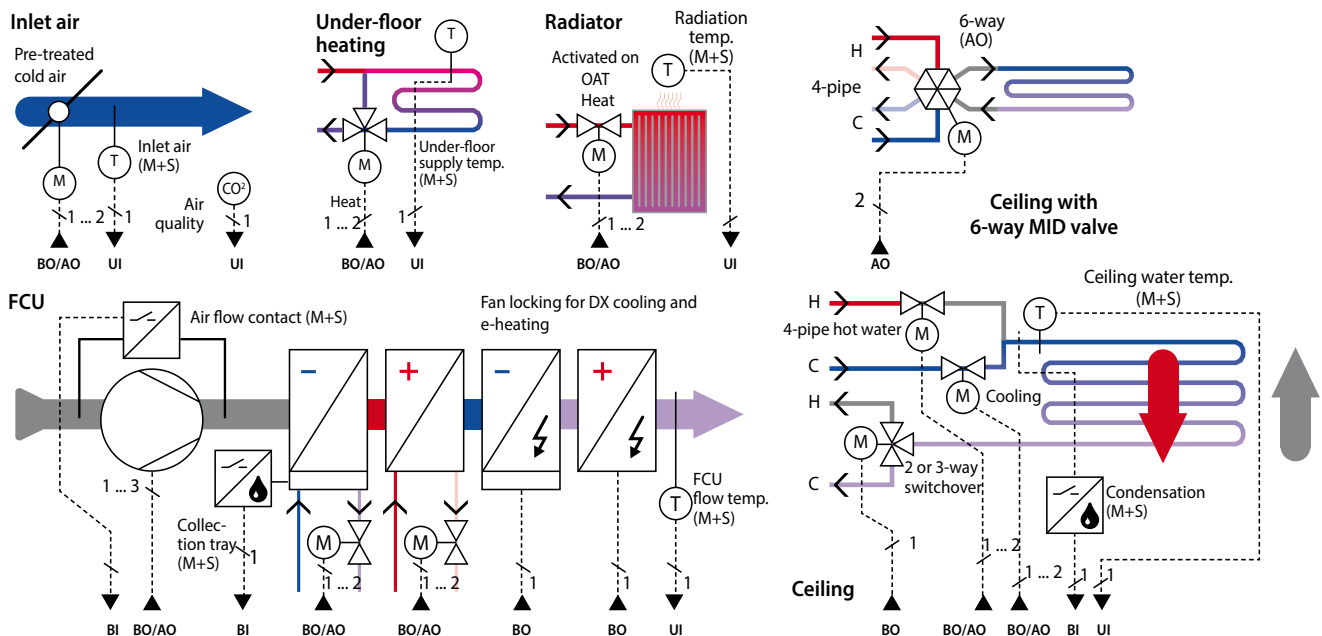 Inlet air
Pre-treated
cold air
M
T
Inlet air
(M+S)
CO²
Air
quality
1 ... 2
1
1
BO/AO
UI
UI
Under-floor
heating
T
Under-floor
supply temp.
(M+S)
M
Heat
1 ... 2
1
BO/AO
UI
Radiator
Activated on
OAT
Heat
Radiation
temp.
(M+S)
T
M
1 ... 2
BO/AO
UI
6-way
(AO)
H
4-pipe
C
M
2
AO
Ceiling with
6-way MID valve
FCU
Air flow contact (M+S)
Fan locking for DX cooling and
e-heating
−
+
−
+
1 ... 3
Collec-
tion tray
(M+S)
1
M
1 ... 2
M
1 ... 2
1
1
FCU
flow temp.
(M+S)
T
1
BI
BO/AO
BI
BO/AO
BO/AO
BO
BO
UI
Ceiling water temp.
(M+S)
H
4-pipe hot water
M
T
C
M
Cooling
H
M
2 or 3-way
switchover
C
Condensation
(M+S)
1
1 ... 2
1 ... 2
1
1
Ceiling
BO
BO/AO
BO/AO
BI
UI